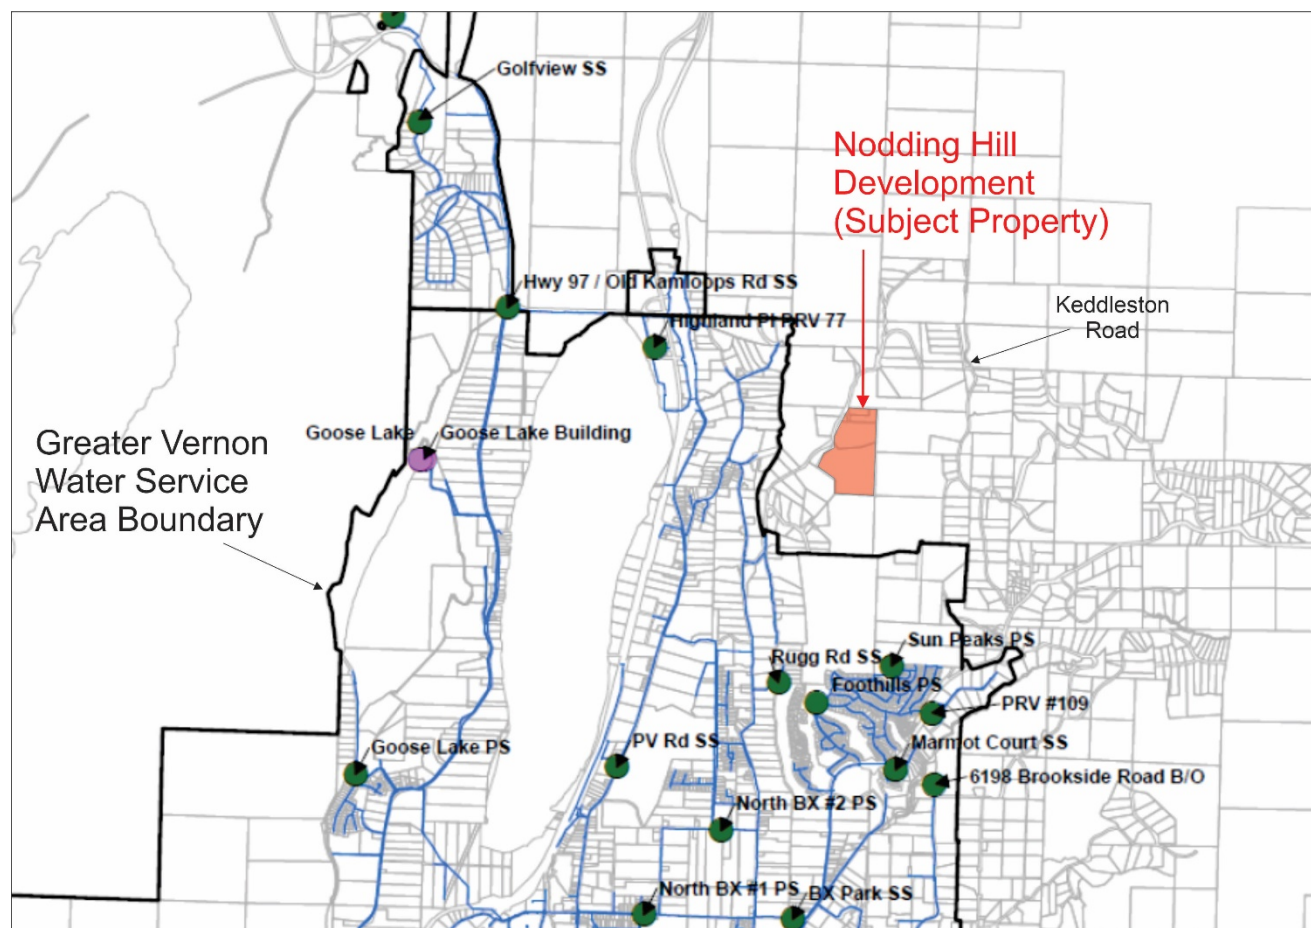 Golfview SS
Nodding Hill
Development
(Subject Property)
Hwy 97 / Old Kamloops Rd SS
Keddleston
Road
Highland Pl PRV 77
Goose Lake
Goose Lake Building
Greater Vernon
Water Service
Area Boundary
Sun Peaks PS
Rugg Rd SS
Foothills PS
PRV #109
Goose Lake PS
PV Rd SS
Marmot Court SS
6198 Brookside Road B/O
North BX #2 PS
North BX #1 PS
BX Park SS